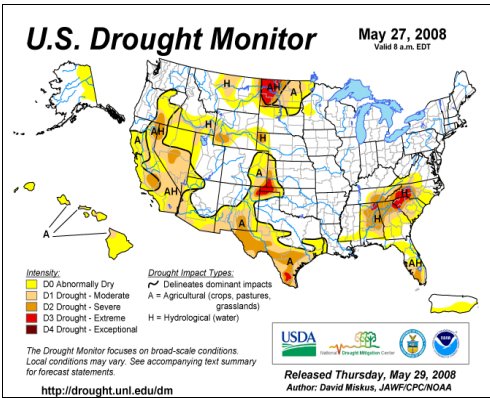 U.S. Drought Monitor
May 27, 2008
Valid 8 a.m. EDT
H
AH
A
H
H
AH
A
A
AH
H
H
A
A
A
AH
A
Intensity:
D0 Abnormally Dry
D1 Drought - Moderate
D2 Drought - Severe
D3 Drought - Extreme
D4 Drought - Exceptional
Drought Impact Types:
Delineates dominant impacts
A = Agricultural (crops, pastures,
grasslands)
H = Hydrological (water)
The Drought Monitor focuses on broad-scale conditions.
Local conditions may vary. See accompanying text summary
for forecast statements.
http://drought.unl.edu/dm
USDA
National Drought Mitigation Center
Released Thursday, May 29, 2008
Author: David Miskus, JAWF/CPC/NOAA